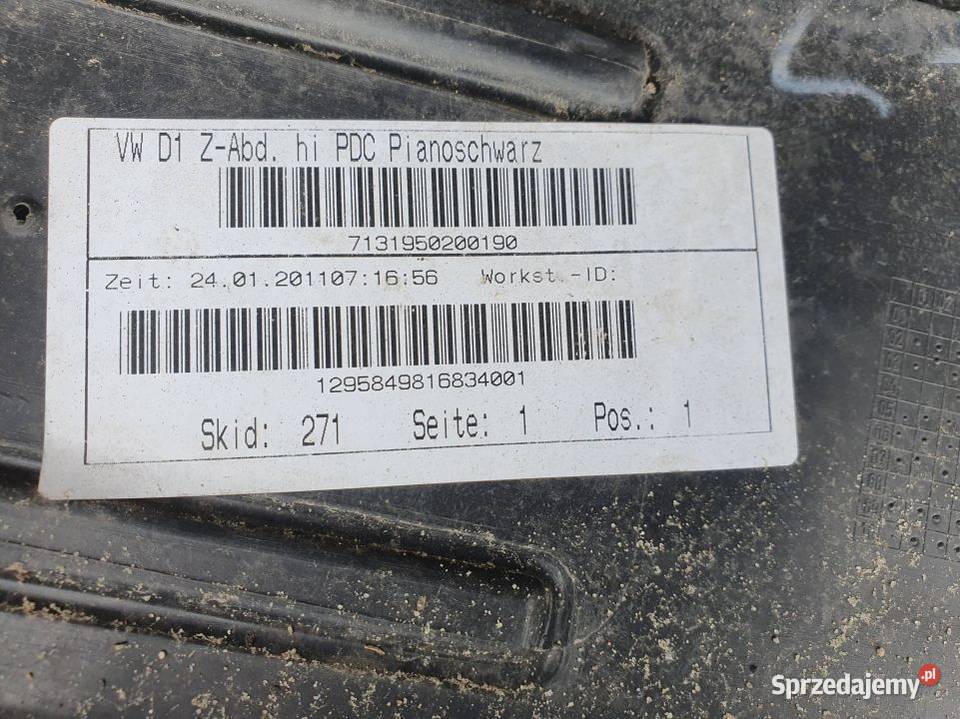 VW D1 Z-Abd. hi PDC Pianoschwarz
7131950200190
Zeit: 24.01.201107:16:56 Workst.-ID:
1295849816834001
Skid: 271 Seite: 1 Pos.: 1
Sprzedajemy.pl